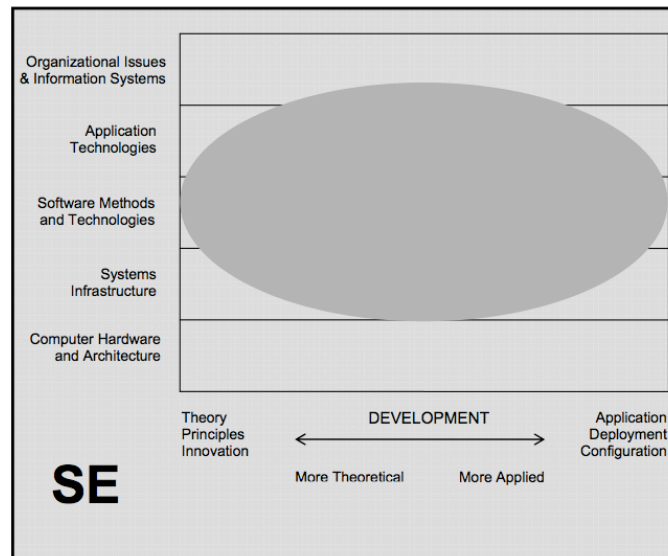 Organizational Issues
& Information Systems
Application
Technologies
Software Methods
and Technologies
Systems
Infrastructure
Computer Hardware
and Architecture
Theory
Principles
Innovation
DEVELOPMENT
Application
Deployment
Configuration
More Theoretical
More Applied
SE